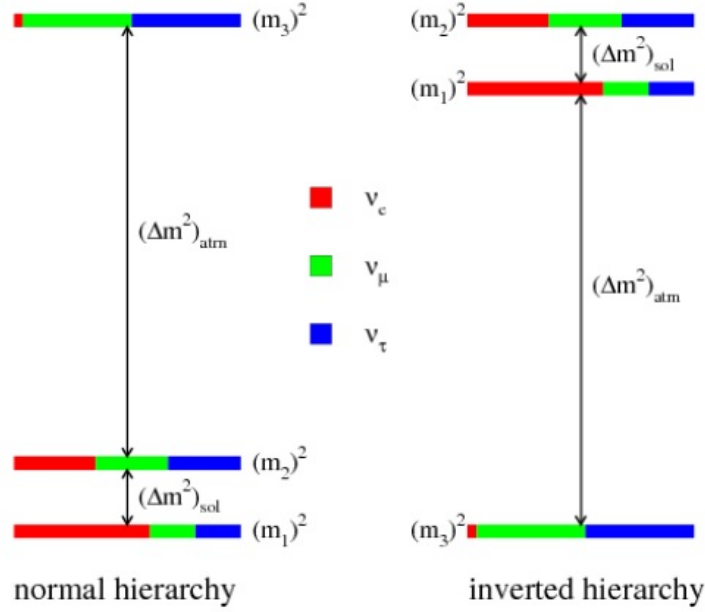 (m₃)²
(m₂)²
(Δm²)sol
(m₁)²
νe
(Δm²)atm
(Δm²)atm
νμ
ντ
(m₂)²
(Δm²)sol
(m₁)²
(m₃)²
normal hierarchy
inverted hierarchy